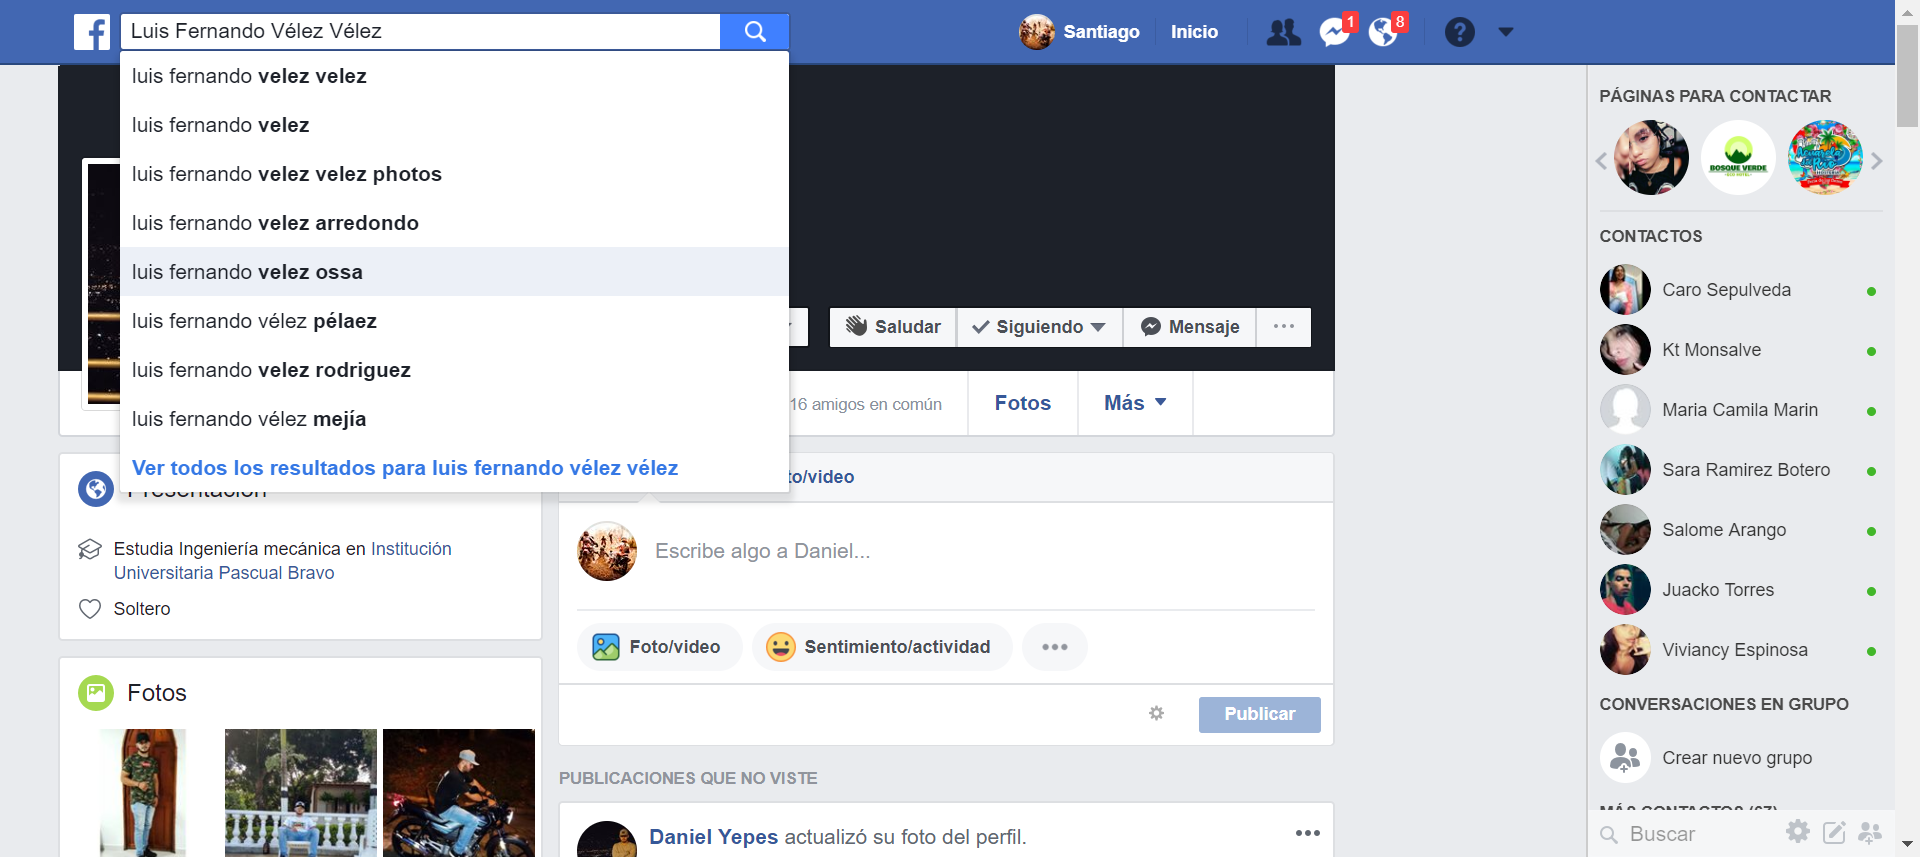 Luis Fernando Vélez Vélez
Santiago
Inicio
1
8
?
luis fernando velez velez
luis fernando velez
luis fernando velez velez photos
luis fernando velez arredondo
luis fernando velez ossa
luis fernando vélez pélaez
luis fernando velez rodriguez
luis fernando vélez mejía
Ver todos los resultados para luis fernando vélez vélez
Saludar
Siguiendo
Mensaje
16 amigos en común
Fotos
Más
Presentación
Estudia Ingeniería mecánica en Institución
Universitaria Pascual Bravo
Soltero
Fotos
to/video
Escribe algo a Daniel...
Foto/video
Sentimiento/actividad
Publicar
PUBLICACIONES QUE NO VISTE
Daniel Yepes actualizó su foto del perfil.
PÁGINAS PARA CONTACTAR
BOSQUE VERDE
CONTACTOS
Caro Sepulveda
Kt Monsalve
Maria Camila Marin
Sara Ramirez Botero
Salome Arango
Juacko Torres
Viviancy Espinosa
CONVERSACIONES EN GRUPO
Crear nuevo grupo
MÁS CONTACTOS (67)
Buscar